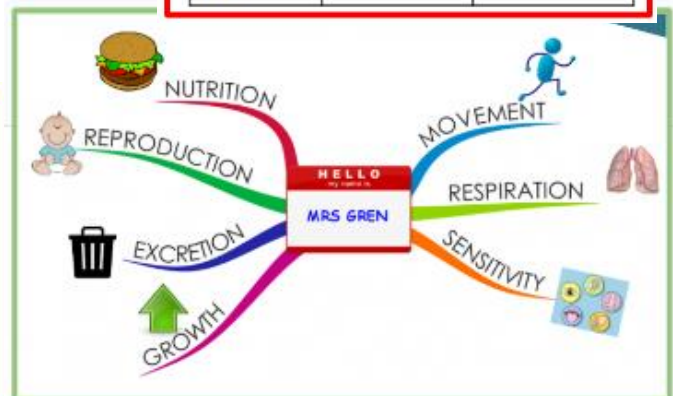 NUTRITION
MOVEMENT
REPRODUCTION
HELLO
my name is
RESPIRATION
MRS GREN
EXCRETION
SENSITIVITY
GROWTH